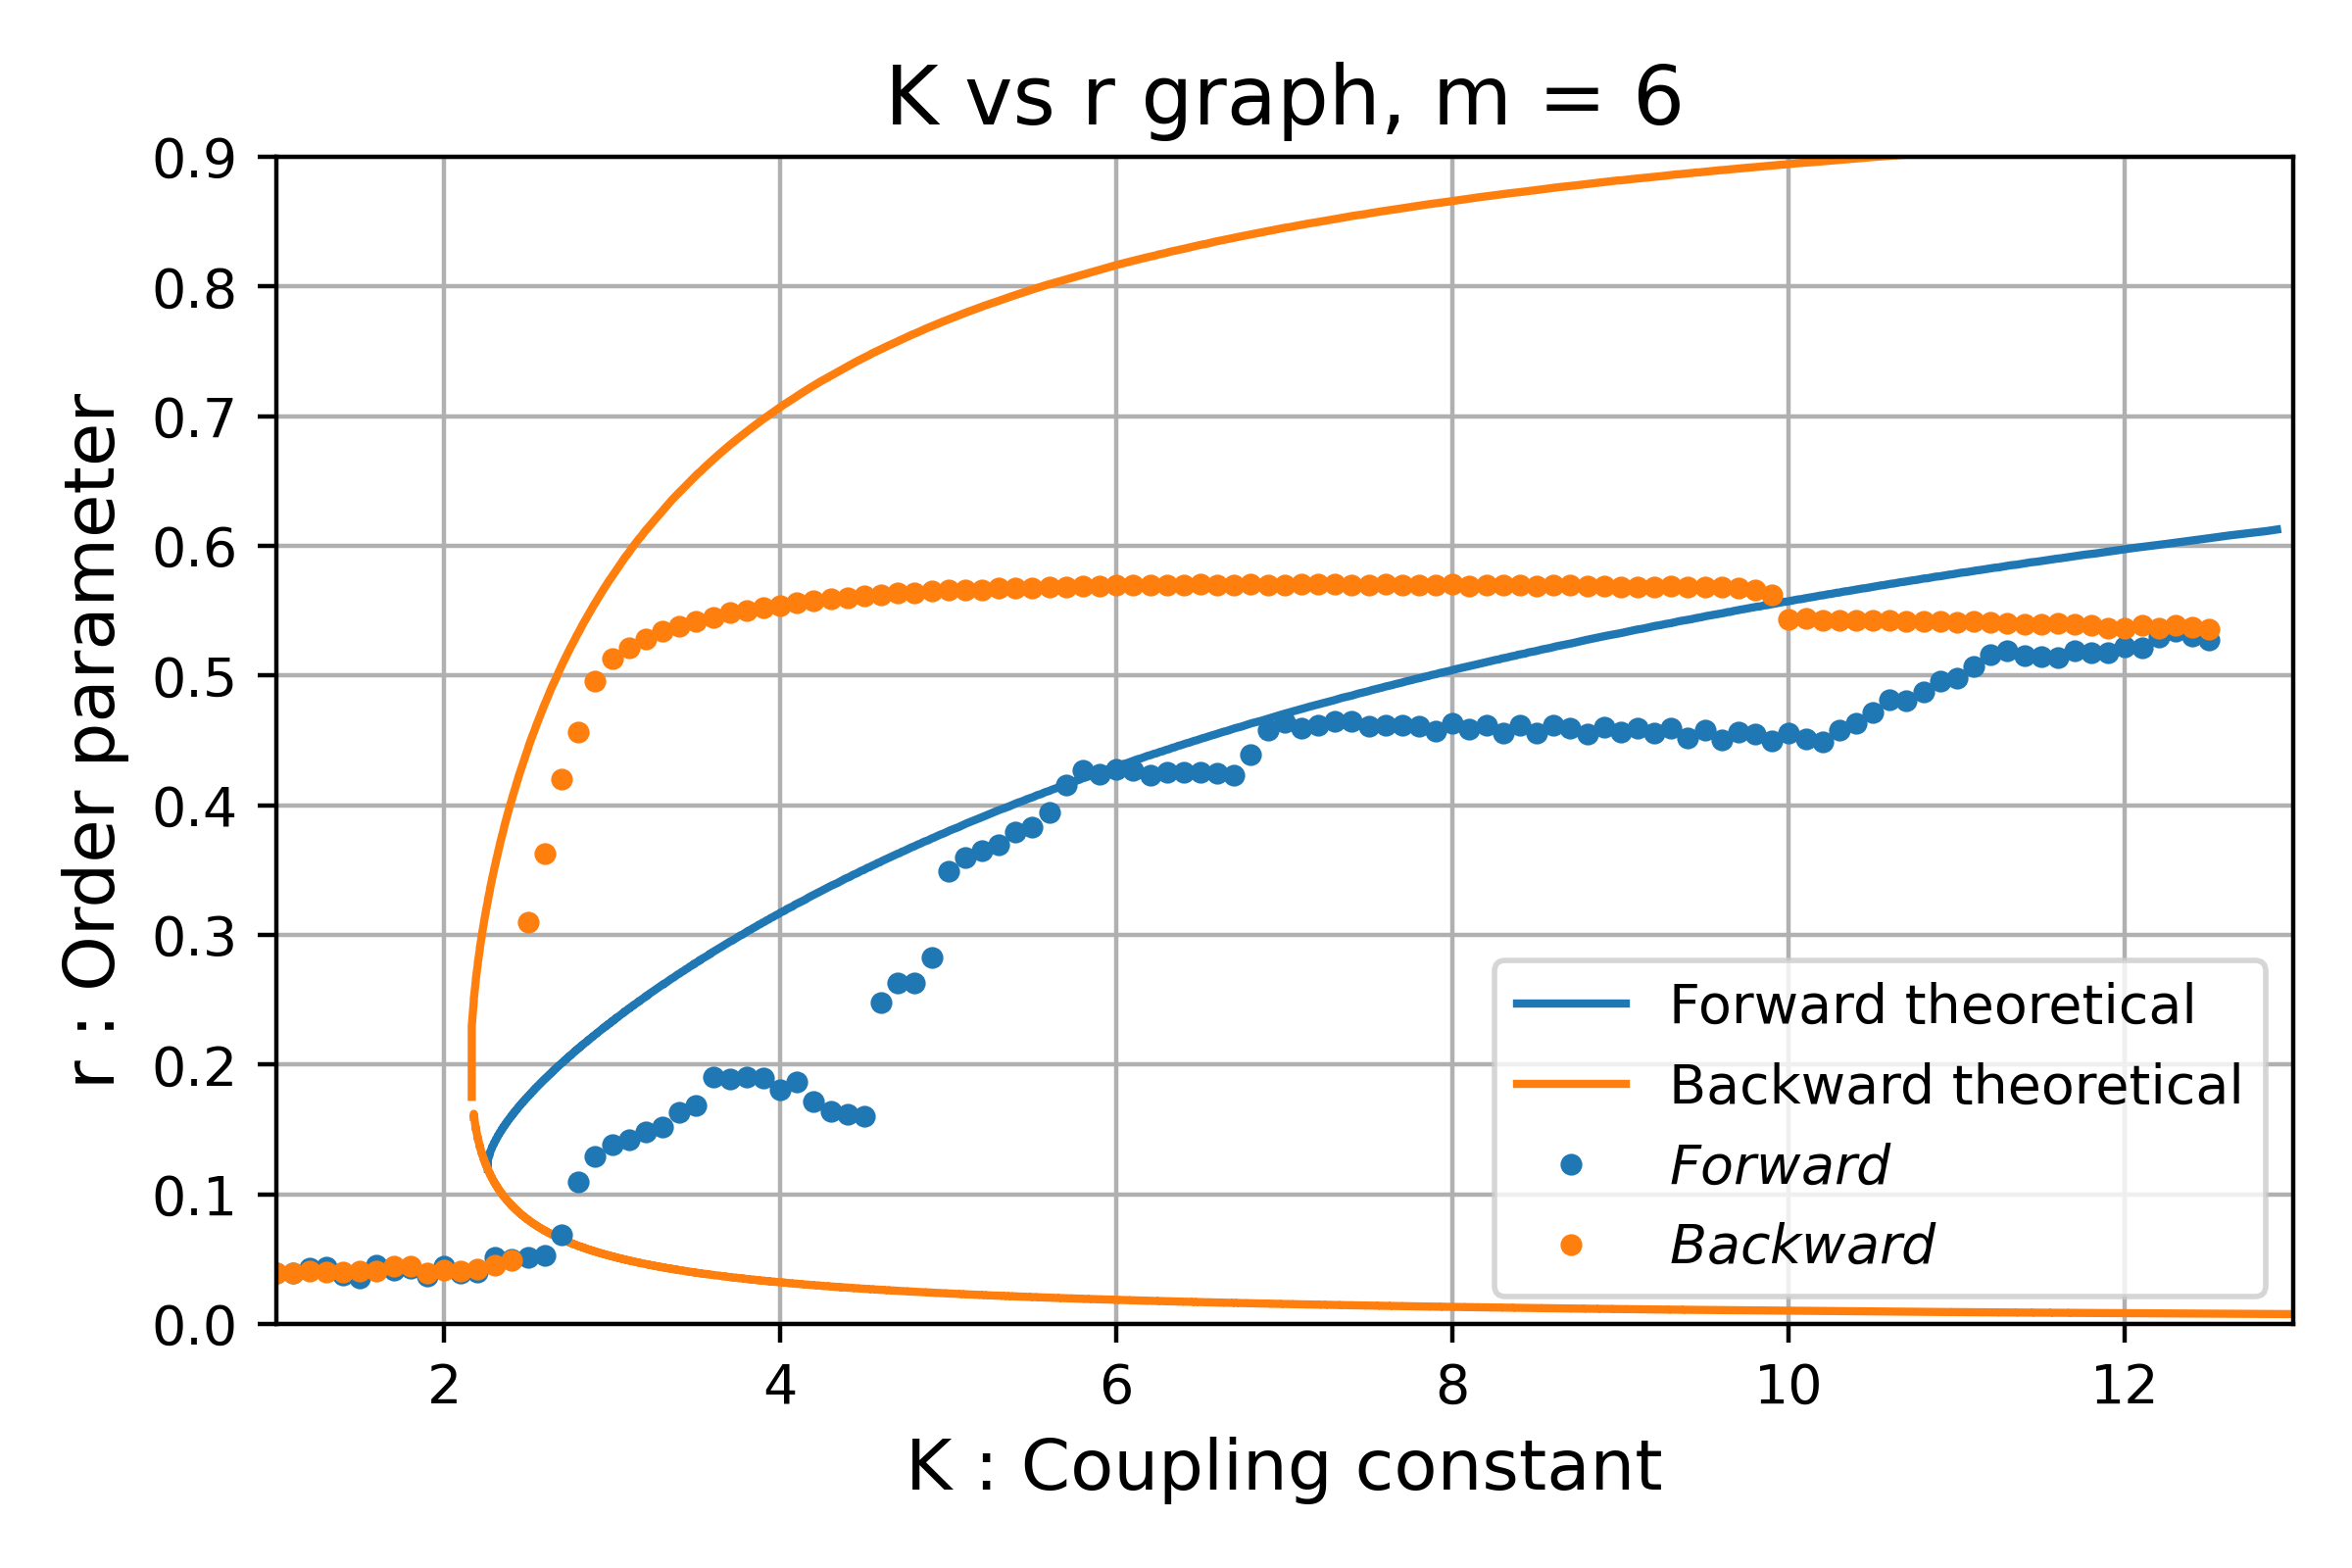 K vs r graph, m = 6
r : Order parameter
0.9
0.8
0.7
0.6
0.5
0.4
0.3
0.2
0.1
0.0
2 4 6 8 10 12
K : Coupling constant
Forward theoretical
Backward theoretical
Forward
Backward